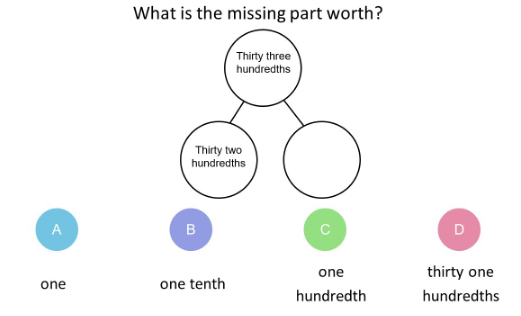 What is the missing part worth?
Thirty three
hundredths
Thirty two
hundredths
A
B
C
D
one
one tenth
one
hundredth
thirty one
hundredths